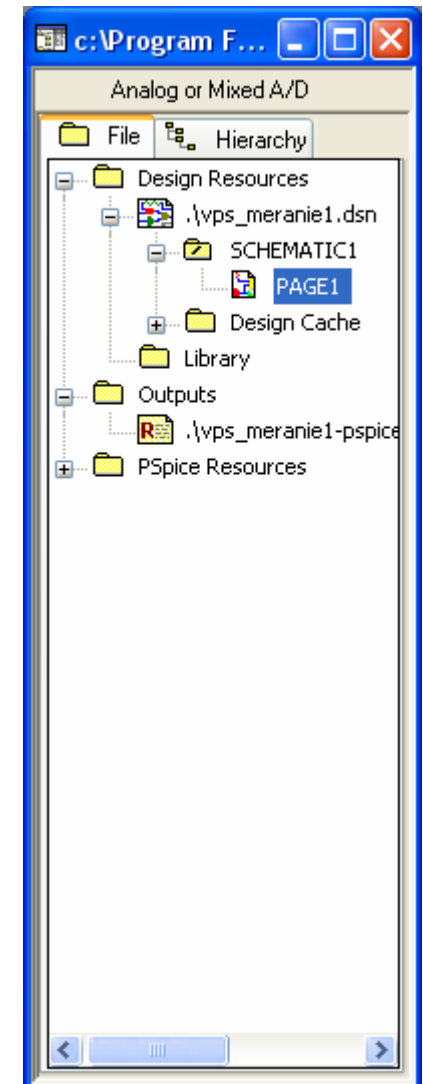 c:\Program F...
Analog or Mixed A/D
File Hierarchy
Design Resources
.\vps_meranie1.dsn
SCHEMATIC1
PAGE1
Design Cache
Library
Outputs
.\vps_meranie1-pspice
PSpice Resources